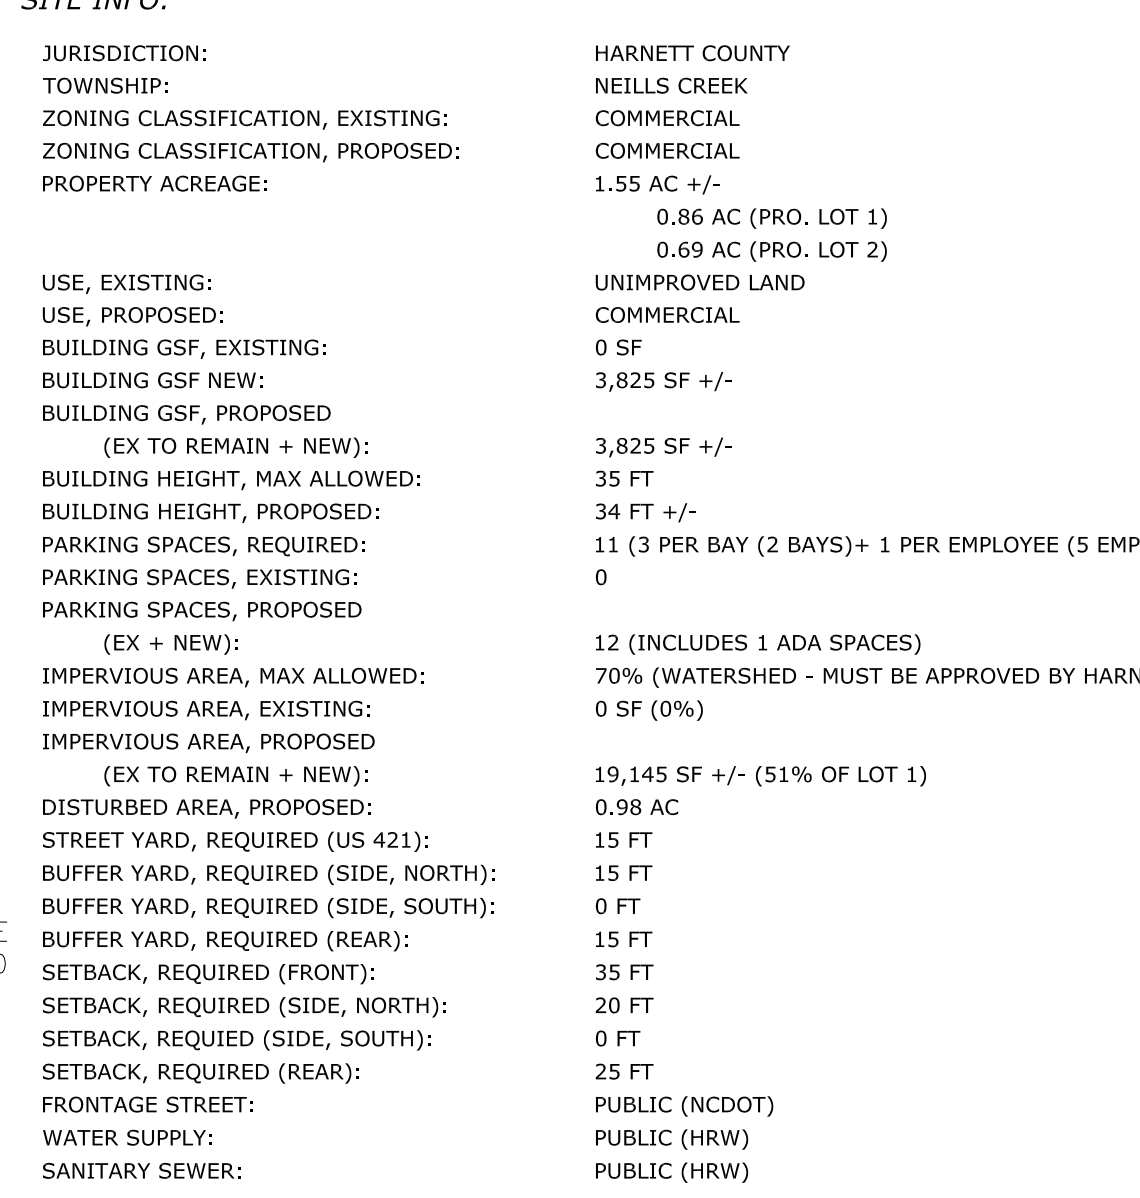 SITE INFO:
JURISDICTION: HARNETT COUNTY
TOWNSHIP: NEILLS CREEK
ZONING CLASSIFICATION, EXISTING: COMMERCIAL
ZONING CLASSIFICATION, PROPOSED: COMMERCIAL
PROPERTY ACREAGE: 1.55 AC +/-
0.86 AC (PRO. LOT 1)
0.69 AC (PRO. LOT 2)
USE, EXISTING: UNIMPROVED LAND
USE, PROPOSED: COMMERCIAL
BUILDING GSF, EXISTING: 0 SF
BUILDING GSF NEW: 3,825 SF +/-
BUILDING GSF, PROPOSED
(EX TO REMAIN + NEW): 3,825 SF +/-
BUILDING HEIGHT, MAX ALLOWED: 35 FT
BUILDING HEIGHT, PROPOSED: 34 FT +/-
PARKING SPACES, REQUIRED: 11 (3 PER BAY (2 BAYS)+ 1 PER EMPLOYEE (5 EMP
PARKING SPACES, EXISTING: 0
PARKING SPACES, PROPOSED
(EX + NEW): 12 (INCLUDES 1 ADA SPACES)
IMPERVIOUS AREA, MAX ALLOWED: 70% (WATERSHED - MUST BE APPROVED BY HARN
IMPERVIOUS AREA, EXISTING: 0 SF (0%)
IMPERVIOUS AREA, PROPOSED
(EX TO REMAIN + NEW): 19,145 SF +/- (51% OF LOT 1)
DISTURBED AREA, PROPOSED: 0.98 AC
STREET YARD, REQUIRED (US 421): 15 FT
BUFFER YARD, REQUIRED (SIDE, NORTH): 15 FT
BUFFER YARD, REQUIRED (SIDE, SOUTH): 0 FT
BUFFER YARD, REQUIRED (REAR): 15 FT
SETBACK, REQUIRED (FRONT): 35 FT
SETBACK, REQUIRED (SIDE, NORTH): 20 FT
SETBACK, REQUIED (SIDE, SOUTH): 0 FT
SETBACK, REQUIRED (REAR): 25 FT
FRONTAGE STREET: PUBLIC (NCDOT)
WATER SUPPLY: PUBLIC (HRW)
SANITARY SEWER: PUBLIC (HRW)